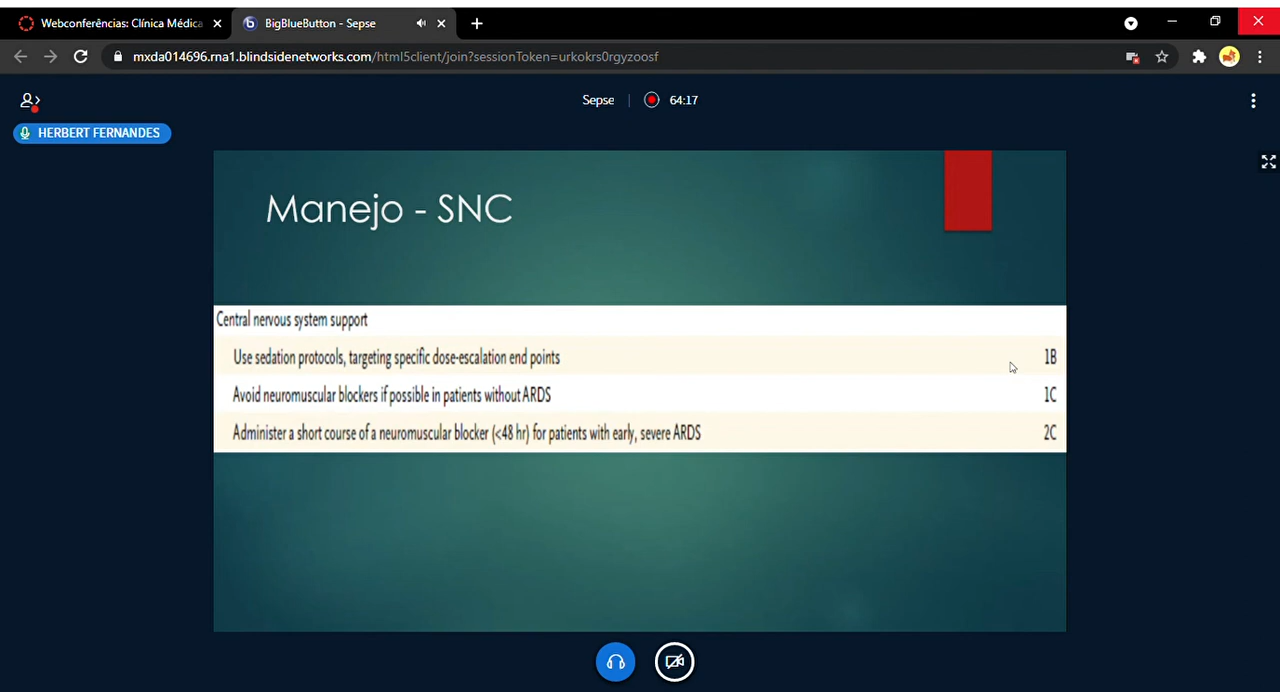 Webconferências: Clínica Médica
BigBlueButton - Sepse
mxda014696.rna1.blindsidenetworks.com/html5client/join?sessionToken=urkokrs0rgyzoosf
Sepse | 64:17
HERBERT FERNANDES
Manejo - SNC
Central nervous system support
Use sedation protocols, targeting specific dose-escalation end points 1B
Avoid neuromuscular blockers if possible in patients without ARDS 1C
Administer a short course of a neuromuscular blocker (<48 hr) for patients with early, severe ARDS 2C